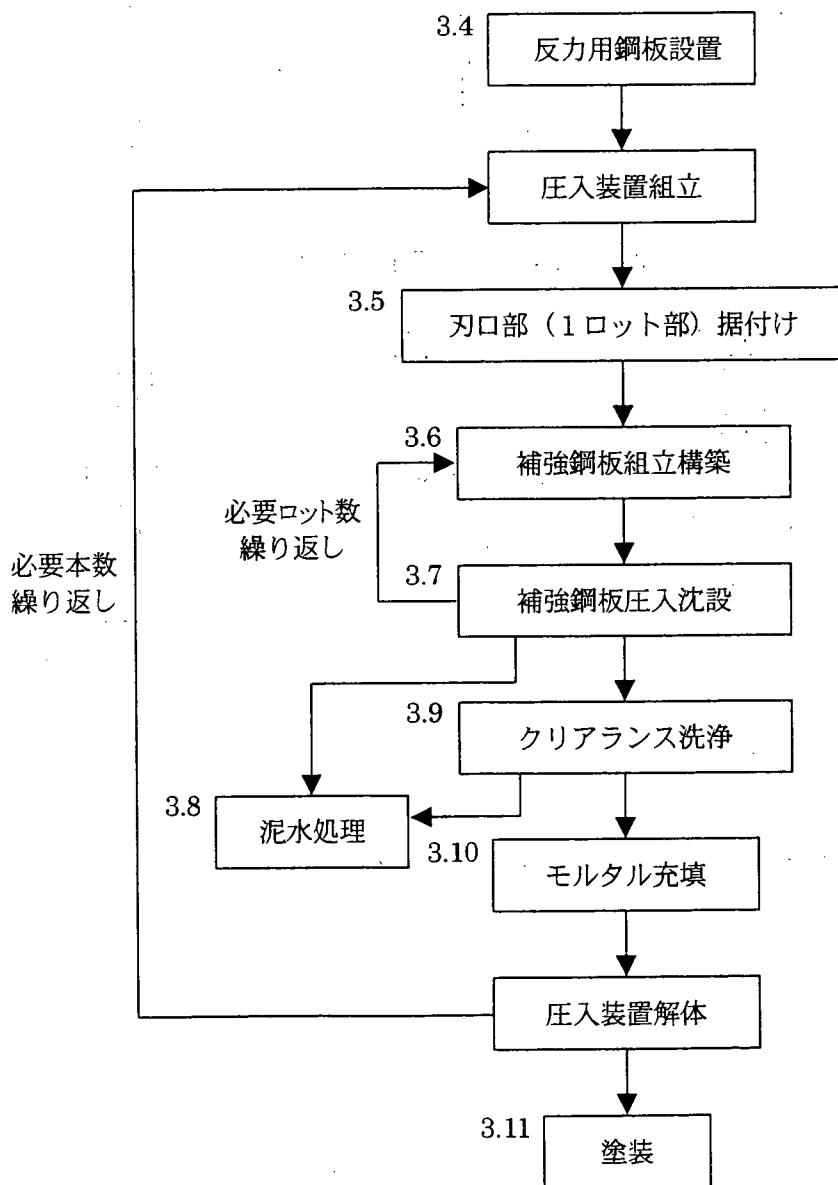 3.4
反力用鋼板設置
圧入装置組立
3.5
刃口部（１ロット部）据付け
3.6
補強鋼板組立構築
必要ロット数
繰り返し
3.7
補強鋼板圧入沈設
必要本数
繰り返し
3.9
クリアランス洗浄
3.8
泥水処理
3.10
モルタル充填
圧入装置解体
3.11
塗装